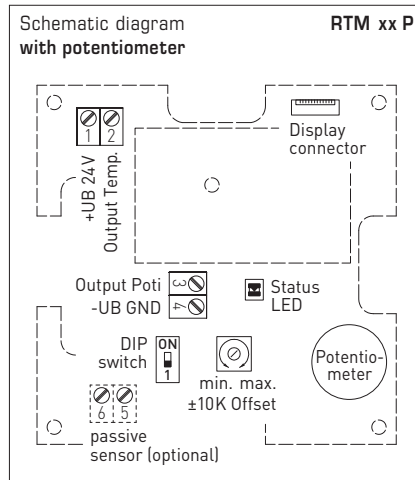 Schematic diagram
with potentiometer
RTM xx P
1 2
+UB 24V
Output Temp.
Display
connector
Output Poti 3
-UB GND 4
Status
LED
DIP
switch
ON
1
min. max.
±10K Offset
Potentio-
meter
6 5
passive
sensor (optional)